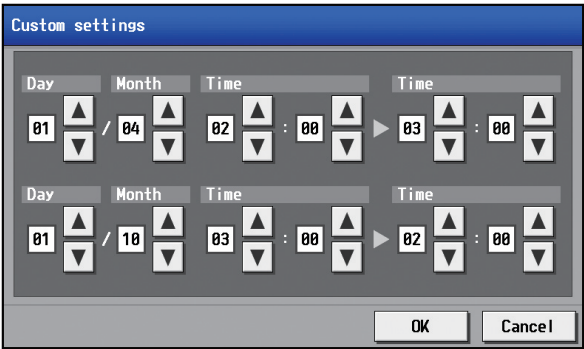 Custom settings
Day Month Time Time
01 / 04 02 : 00 ▶ 03 : 00
Day Month Time Time
01 / 10 03 : 00 ▶ 02 : 00
OK Cancel